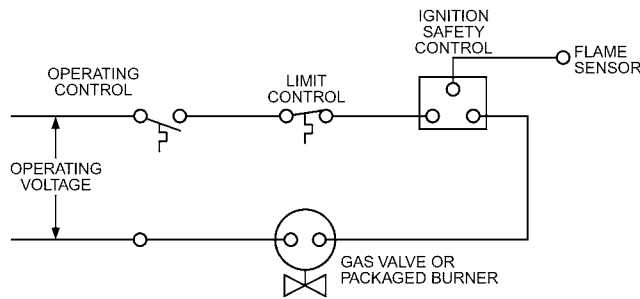 IGNITION
SAFETY
CONTROL
FLAME
SENSOR
OPERATING
CONTROL
LIMIT
CONTROL
OPERATING
VOLTAGE
GAS VALVE OR
PACKAGED BURNER